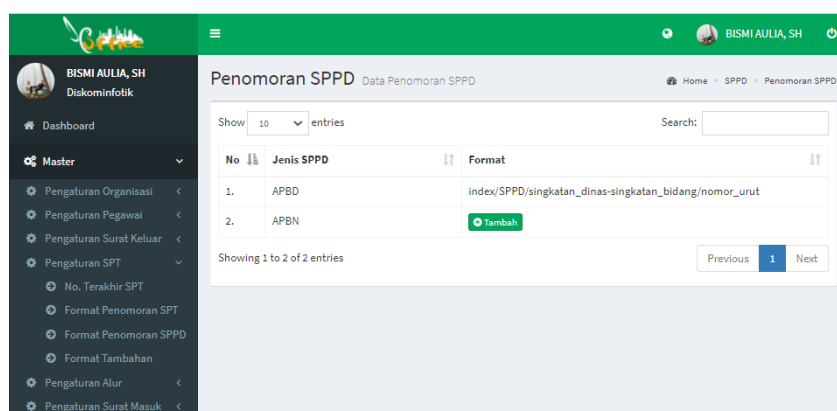 Office
BISMI AULIA, SH
BISMI AULIA, SH
Diskominfotik
Dashboard
Master
Pengaturan Organisasi
Pengaturan Pegawai
Pengaturan Surat Keluar
Pengaturan SPT
No. Terakhir SPT
Format Penomoran SPT
Format Penomoran SPPD
Format Tambahan
Pengaturan Alur
Pengaturan Surat Masuk
Penomoran SPPD Data Penomoran SPPD
Home > SPPD > Penomoran SPPD
Show 10 entries
Search:
No Jenis SPPD Format
1. APBD index/SPPD/singkatan_dinas-singkatan_bidang/nomor_urut
2. APBN Tambah
Showing 1 to 2 of 2 entries
Previous 1 Next